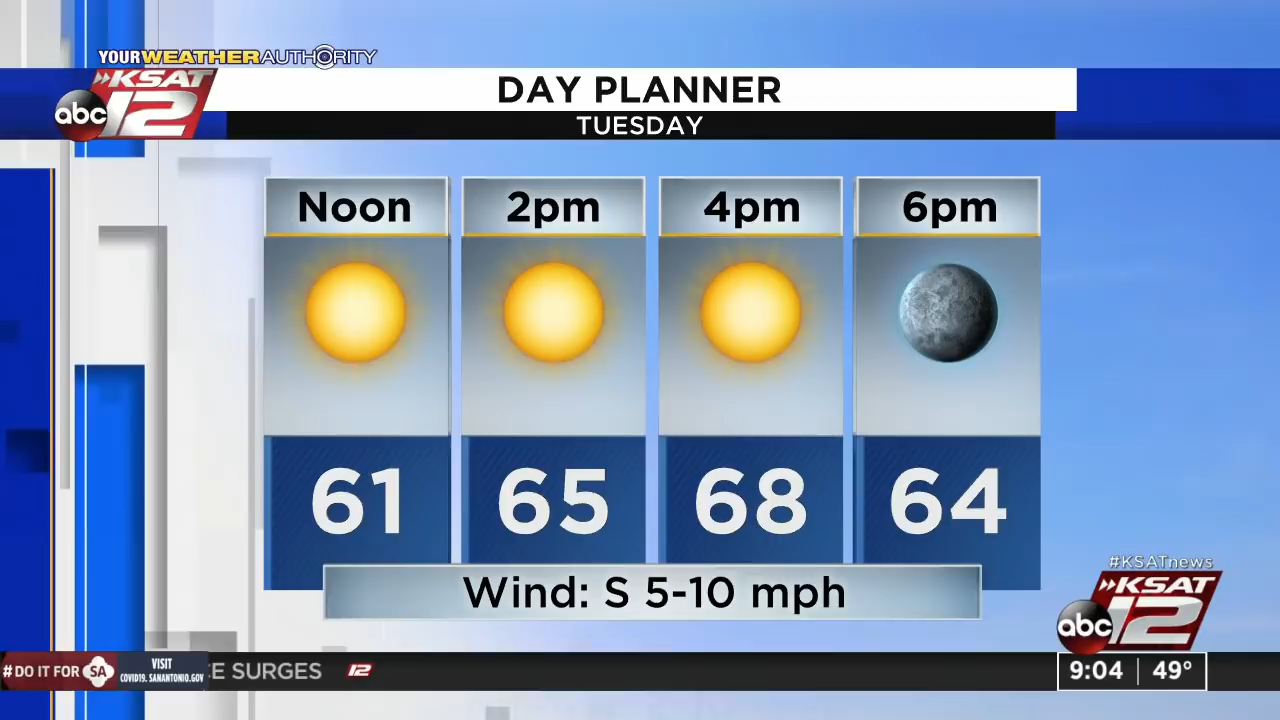 YOURWEATHERAUTHORITY
KSAT
abc 12
DAY PLANNER
TUESDAY
Noon 2pm 4pm 6pm
61 65 68 64
Wind: S 5-10 mph
#KSATnews
KSAT
abc 12
#DO IT FOR SA
VISIT
COVID19.SANANTONIO.GOV
E SURGES 12
9:04 49°